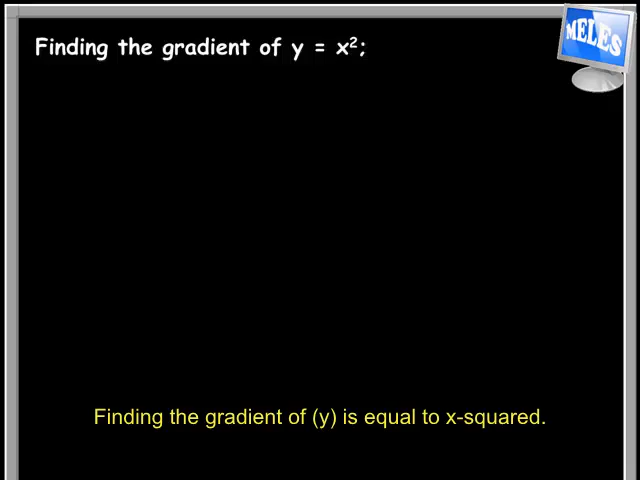 Finding the gradient of y = x²;
MELES
Finding the gradient of (y) is equal to x-squared.